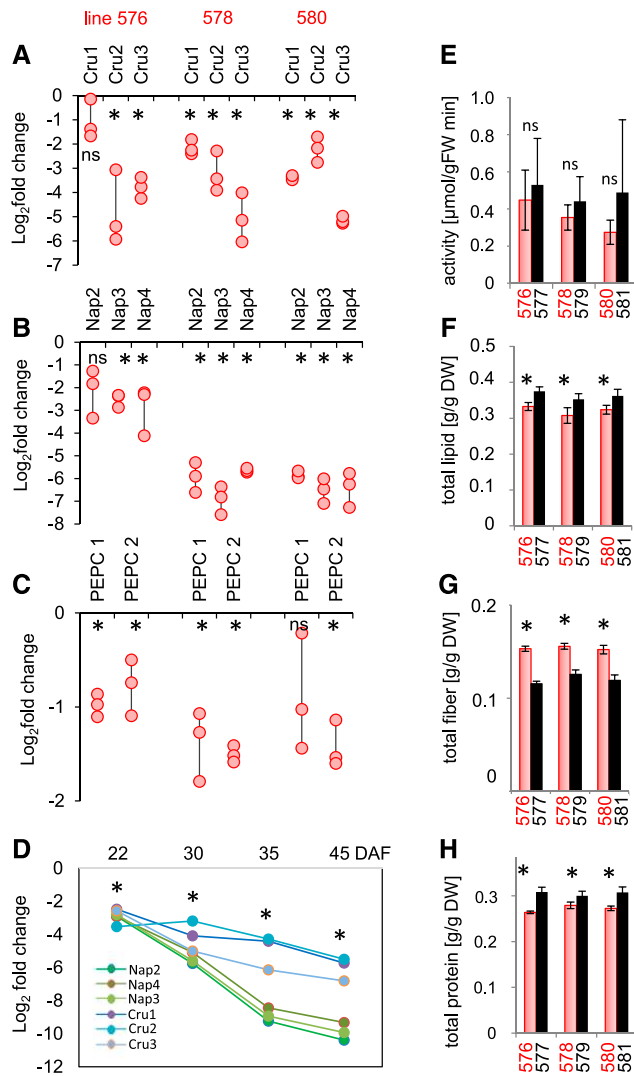 line 576 578 580
A Cru1 Cru2 Cru3 Cru1 Cru2 Cru3 Cru1 Cru2 Cru3
Log2fold change
0
-1
-2
-3
-4
-5
-6
-7
ns * * * * * * * *
B Nap2 Nap3 Nap4 Nap2 Nap3 Nap4 Nap2 Nap3 Nap4
Log2fold change
0
-1
-2
-3
-4
-5
-6
-7
-8
ns * * * * * * * *
C PEPC 1 PEPC 2 PEPC 1 PEPC 2 PEPC 1 PEPC 2
Log2fold change
0
-1
-2
* * * * ns *
D 22 30 35 45 DAF
Log2 fold change
0
-2
-4
-6
-8
-10
-12
* * * *
Nap2
Nap4
Nap3
Cru1
Cru2
Cru3
E
activity [µmol/gFW min]
1.0
0.8
0.6
0.4
0.2
0
ns ns ns
576 577 578 579 580 581
F
total lipid [g/g DW]
0.5
0.4
0.3
0.2
0.1
0
* * *
576 577 578 579 580 581
G
total fiber [g/g DW]
0.2
0.1
0
* * *
576 577 578 579 580 581
H
total protein [g/g DW]
0.3
0.2
0.1
0
* * *
576 577 578 579 580 581